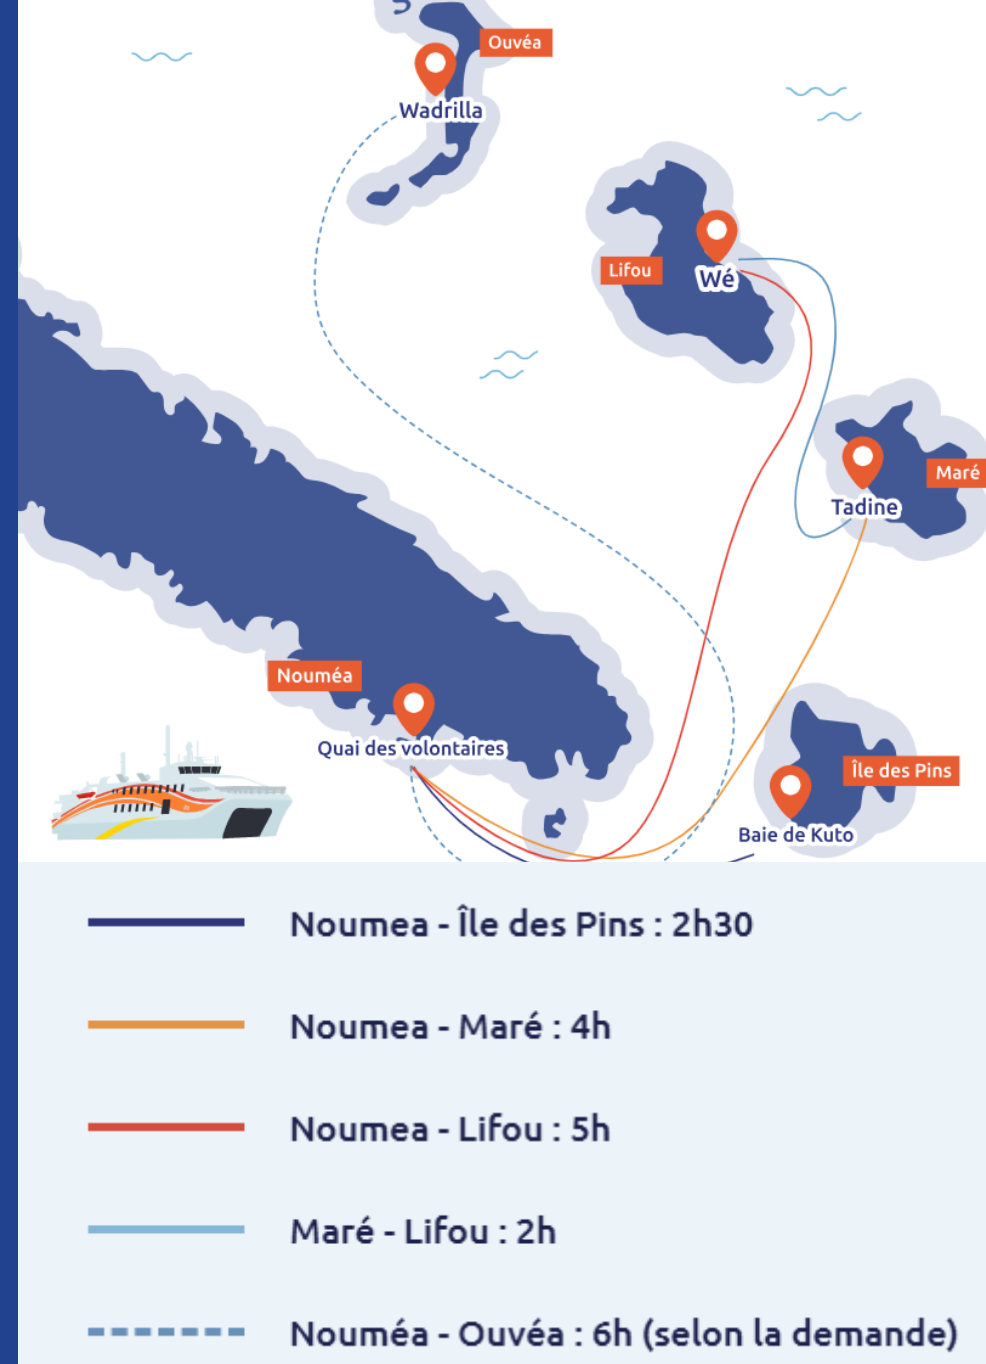 Ouvéa
Wadrilla
Lifou
Wé
Maré
Tadine
Nouméa
Quai des volontaires
Île des Pins
Baie de Kuto
Noumea - Île des Pins : 2h30
Noumea - Maré : 4h
Noumea - Lifou : 5h
Maré - Lifou : 2h
Nouméa - Ouvéa : 6h (selon la demande)